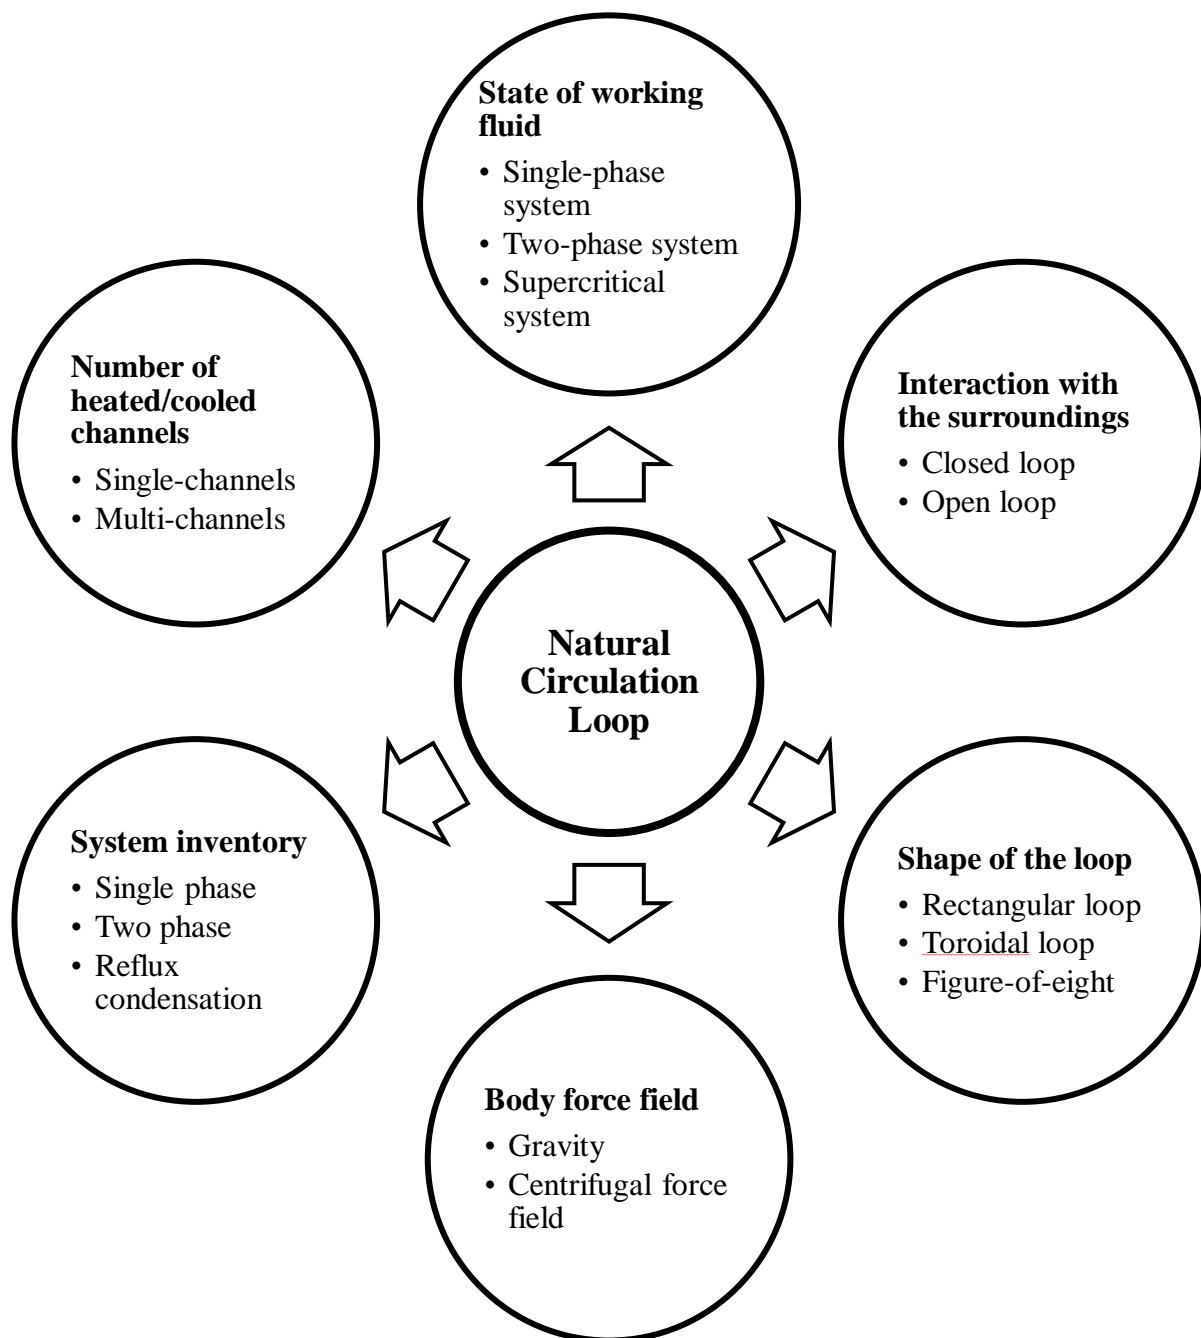 State of working
fluid
• Single-phase
system
• Two-phase system
• Supercritical
system
Interaction with
the surroundings
• Closed loop
• Open loop
Shape of the loop
• Rectangular loop
• Toroidal loop
• Figure-of-eight
Body force field
• Gravity
• Centrifugal force
field
System inventory
• Single phase
• Two phase
• Reflux
condensation
Number of
heated/cooled
channels
• Single-channels
• Multi-channels
Natural
Circulation
Loop